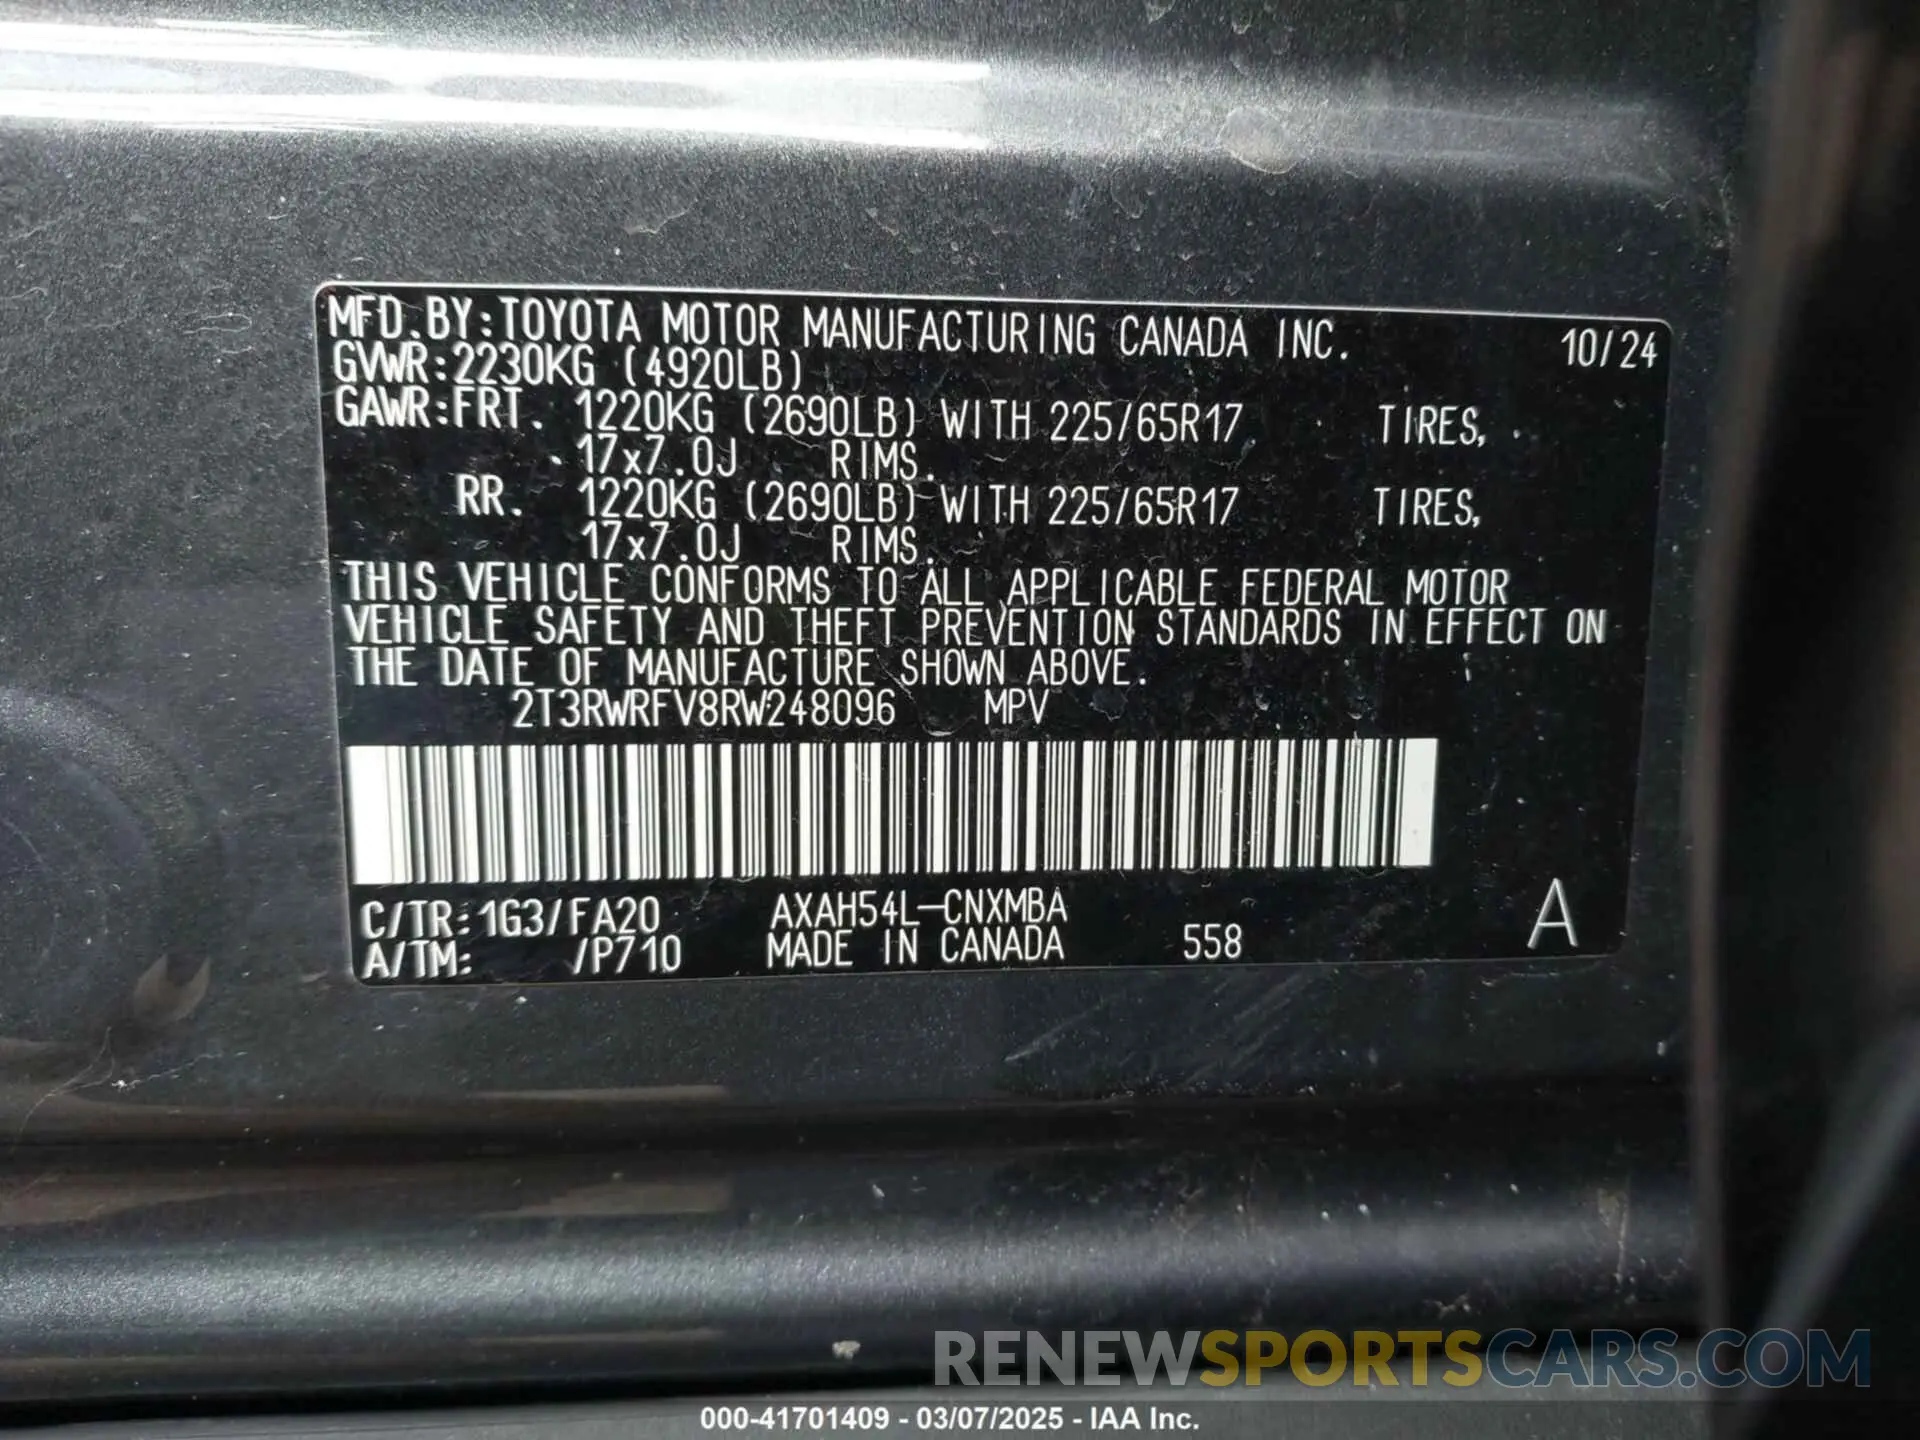 MFD.BY:TOYOTA MOTOR MANUFACTURING CANADA INC. 10/24
GVWR:2230KG (4920LB)
GAWR:FRT. 1220KG (2690LB) WITH 225/65R17 TIRES,
17x7.0J RIMS.
RR. 1220KG (2690LB) WITH 225/65R17 TIRES,
17x7.0J RIMS.
THIS VEHICLE CONFORMS TO ALL APPLICABLE FEDERAL MOTOR
VEHICLE SAFETY AND THEFT PREVENTION STANDARDS IN EFFECT ON
THE DATE OF MANUFACTURE SHOWN ABOVE.
2T3RWRFV8RW248096 MPV
C/TR:1G3/FA20 AXAH54L-CNXMBA
A/TM: /P710 MADE IN CANADA 558 A
RENEWSPORTSCARS.COM
000-41701409 - 03/07/2025 - IAA Inc.